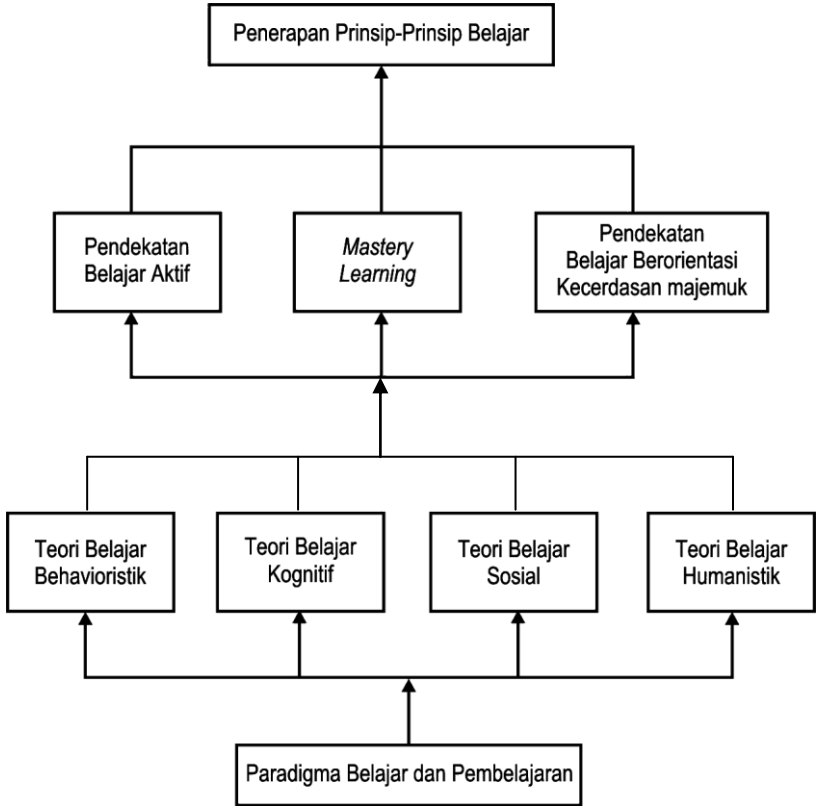 Penerapan Prinsip-Prinsip Belajar
Pendekatan
Belajar Aktif
Mastery
Learning
Pendekatan
Belajar Berorientasi
Kecerdasan majemuk
Teori Belajar
Behavioristik
Teori Belajar
Kognitif
Teori Belajar
Sosial
Teori Belajar
Humanistik
Paradigma Belajar dan Pembelajaran